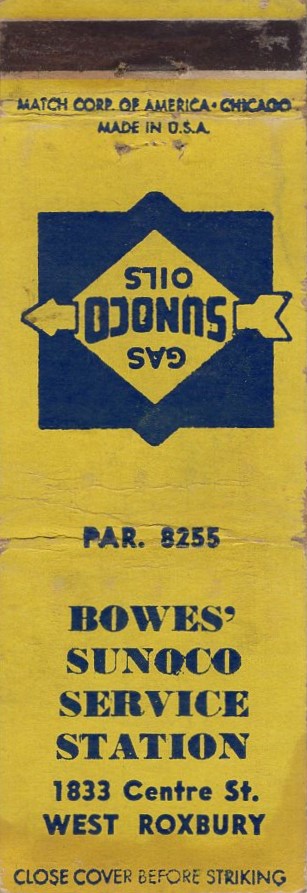 MATCH CORP. OF AMERICA • CHICAGO
MADE IN U.S.A.
GAS
SUNOCO
OILS
PAR. 8255
BOWES'
SUNOCO
SERVICE
STATION
1833 Centre St.
WEST ROXBURY
CLOSE COVER BEFORE STRIKING